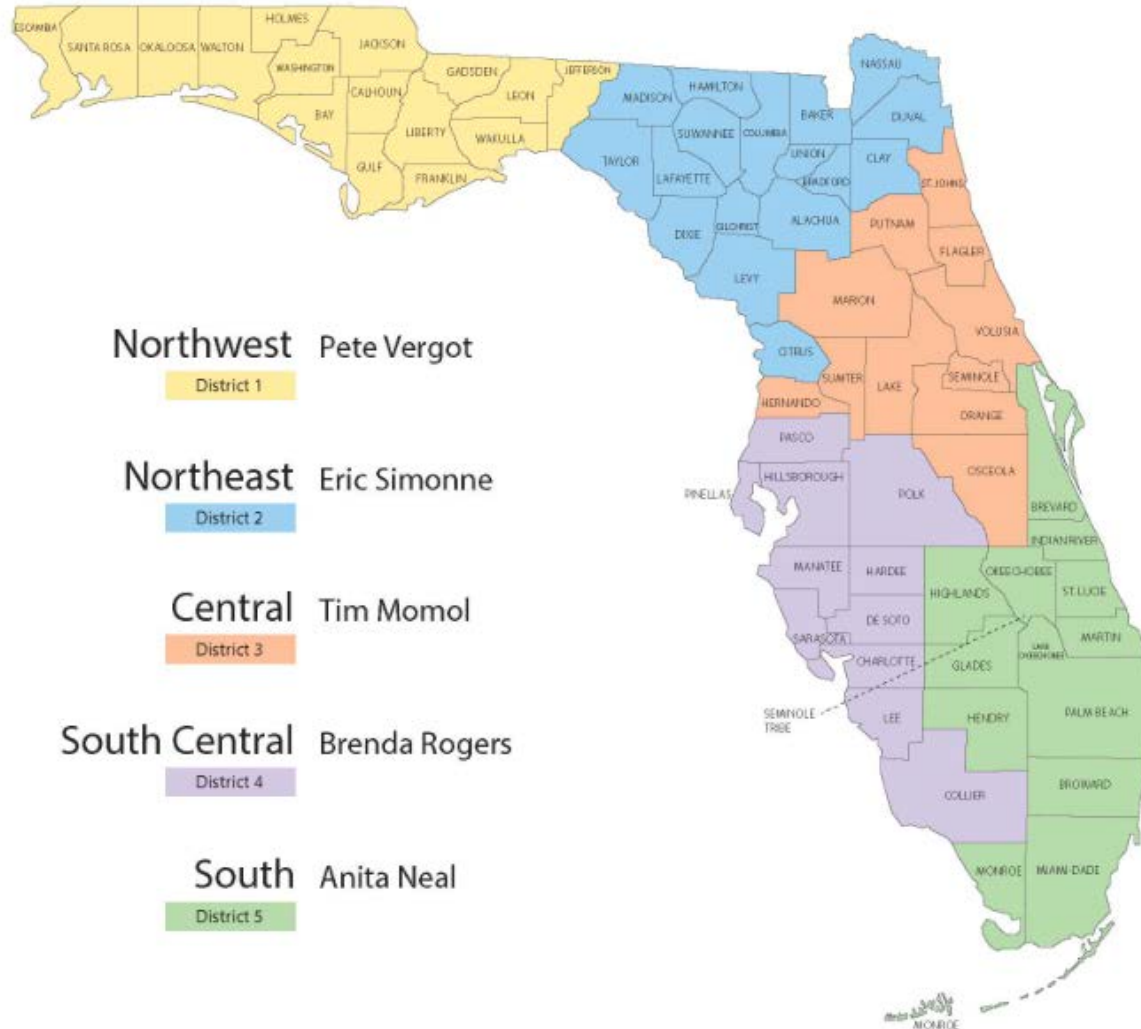 ESCAMBIA
SANTA ROSA
OKALOOSA
WALTON
HOLMES
WASHINGTON
JACKSON
BAY
CALHOUN
GULF
LIBERTY
GADSDEN
LEON
WAKULLA
FRANKLIN
JEFFERSON
MADISON
HAMILTON
TAYLOR
SUWANNEE
LAFAYETTE
COLUMBIA
BAKER
NASSAU
DUVAL
UNION
BRADFORD
CLAY
DIXIE
GILCHRIST
ALACHUA
LEVY
CITRUS
ST. JOHNS
PUTNAM
FLAGLER
MARION
VOLUSIA
SUMTER
LAKE
SEMINOLE
HERNANDO
ORANGE
OSCEOLA
PASCO
PINELLAS
HILLSBOROUGH
POLK
BREVARD
INDIAN RIVER
MANATEE
HARDEE
HIGHLANDS
OKEECHOBEE
ST. LUCIE
SARASOTA
DE SOTO
MARTIN
CHARLOTTE
GLADES
LAKE
OKEECHOBEE
SEMINOLE
TRIBE
LEE
HENDRY
PALM BEACH
COLLIER
BROWARD
MONROE
MIAMI-DADE
MONROE
Northwest Pete Vergot
District 1
Northeast Eric Simonne
District 2
Central Tim Momol
District 3
South Central Brenda Rogers
District 4
South Anita Neal
District 5